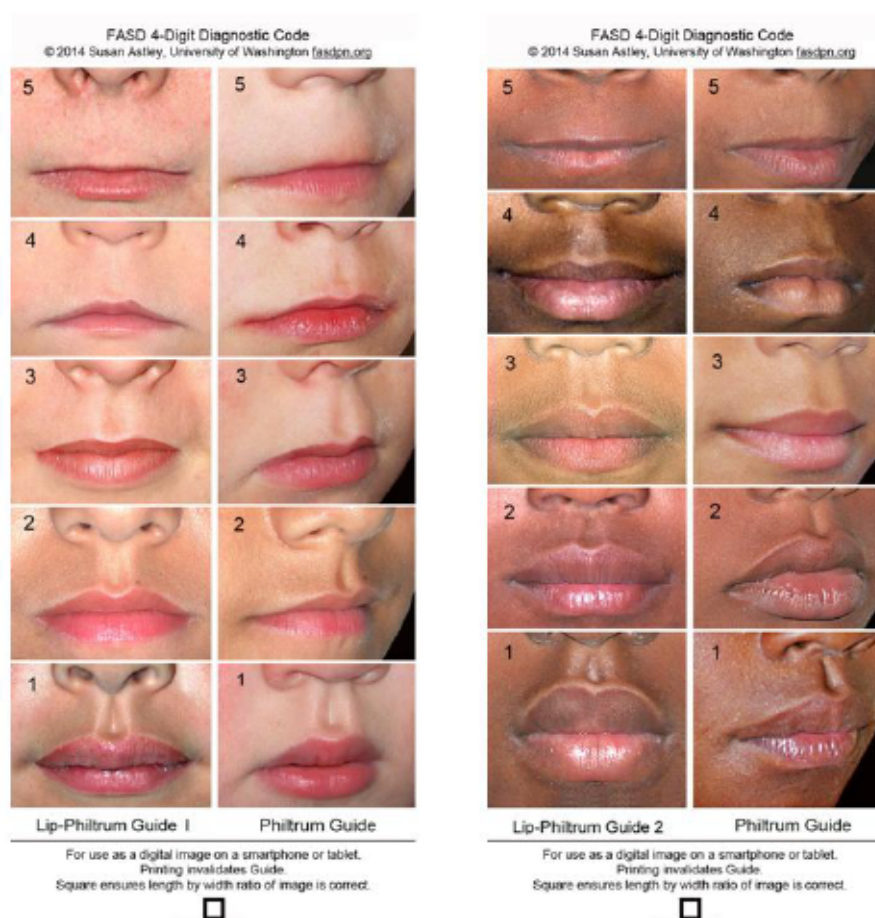 FASD 4-Digit Diagnostic Code
© 2014 Susan Astley, University of Washington fasdpn.org
5 5
4 4
3 3
2 2
1 1
Lip-Philtrum Guide 1 Philtrum Guide
For use as a digital image on a smartphone or tablet.
Printing invalidates Guide.
Square ensures length by width ratio of image is correct.
FASD 4-Digit Diagnostic Code
© 2014 Susan Astley, University of Washington fasdpn.org
5 5
4 4
3 3
2 2
1 1
Lip-Philtrum Guide 2 Philtrum Guide
For use as a digital image on a smartphone or tablet.
Printing invalidates Guide.
Square ensures length by width ratio of image is correct.